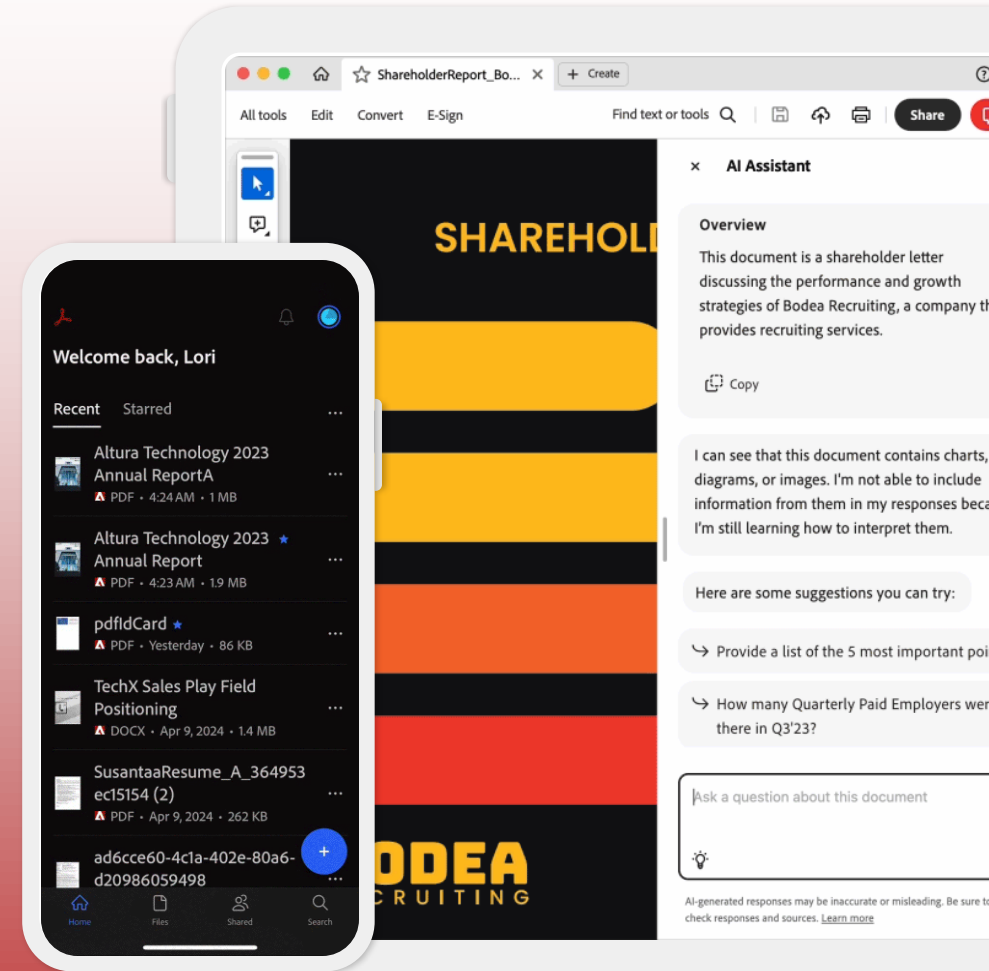 ShareholderReport_Bo...
Create
All tools
Edit
Convert
E-Sign
Find text or tools
Share
SHAREHOL
BODEA
CRUITING
AI Assistant
Overview
This document is a shareholder letter
discussing the performance and growth
strategies of Bodea Recruiting, a company th
provides recruiting services.
Copy
I can see that this document contains charts,
diagrams, or images. I'm not able to include
information from them in my responses beca
I'm still learning how to interpret them.
Here are some suggestions you can try:
Provide a list of the 5 most important poi
How many Quarterly Paid Employers wer
there in Q3'23?
Ask a question about this document
AI-generated responses may be inaccurate or misleading. Be sure to
check responses and sources. Learn more
Welcome back, Lori
Recent
Starred
Altura Technology 2023
Annual ReportA
PDF • 4:24 AM • 1 MB
Altura Technology 2023
Annual Report
PDF • 4:23 AM • 1.9 MB
pdfIdCard
PDF • Yesterday • 86 KB
TechX Sales Play Field
Positioning
DOCX • Apr 9, 2024 • 1.4 MB
SusantaaResume_A_364953
ec15154 (2)
PDF • Apr 9, 2024 • 262 KB
ad6cce60-4c1a-402e-80a6-
d20986059498
Home
Files
Shared
Search